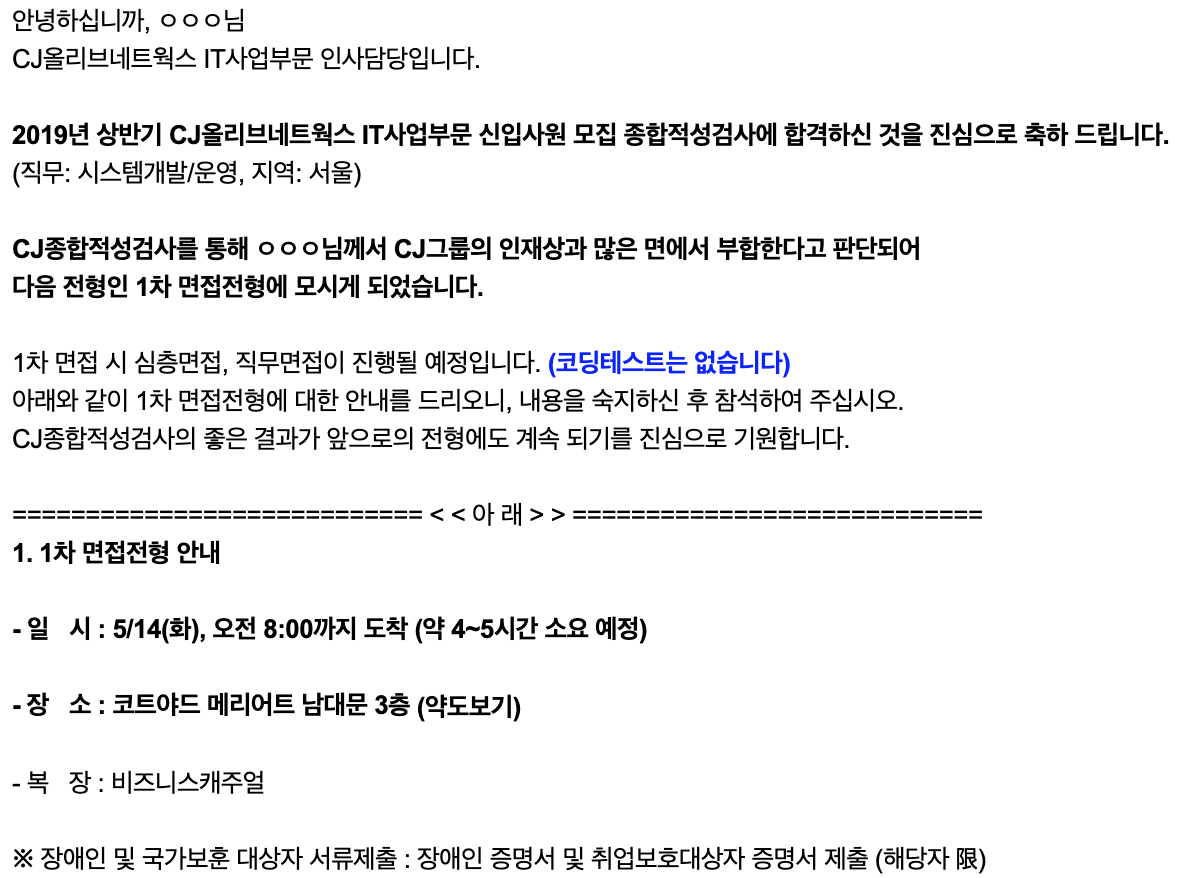 안녕하십니까, ㅇㅇㅇ님
CJ올리브네트웍스 IT사업부문 인사담당입니다.
2019년 상반기 CJ올리브네트웍스 IT사업부문 신입사원 모집 종합적성검사에 합격하신 것을 진심으로 축하 드립니다.
(직무: 시스템개발/운영, 지역: 서울)
CJ종합적성검사를 통해 ㅇㅇㅇ님께서 CJ그룹의 인재상과 많은 면에서 부합한다고 판단되어
다음 전형인 1차 면접전형에 모시게 되었습니다.
1차 면접 시 심층면접, 직무면접이 진행될 예정입니다. (코딩테스트는 없습니다)
아래와 같이 1차 면접전형에 대한 안내를 드리오니, 내용을 숙지하신 후 참석하여 주십시오.
CJ종합적성검사의 좋은 결과가 앞으로의 전형에도 계속 되기를 진심으로 기원합니다.
=========================== < < 아 래 > > ===========================
1. 1차 면접전형 안내
- 일 시 : 5/14(화), 오전 8:00까지 도착 (약 4~5시간 소요 예정)
- 장 소 : 코트야드 메리어트 남대문 3층 (약도보기)
- 복 장 : 비즈니스캐주얼
※ 장애인 및 국가보훈 대상자 서류제출 : 장애인 증명서 및 취업보호대상자 증명서 제출 (해당자 限)